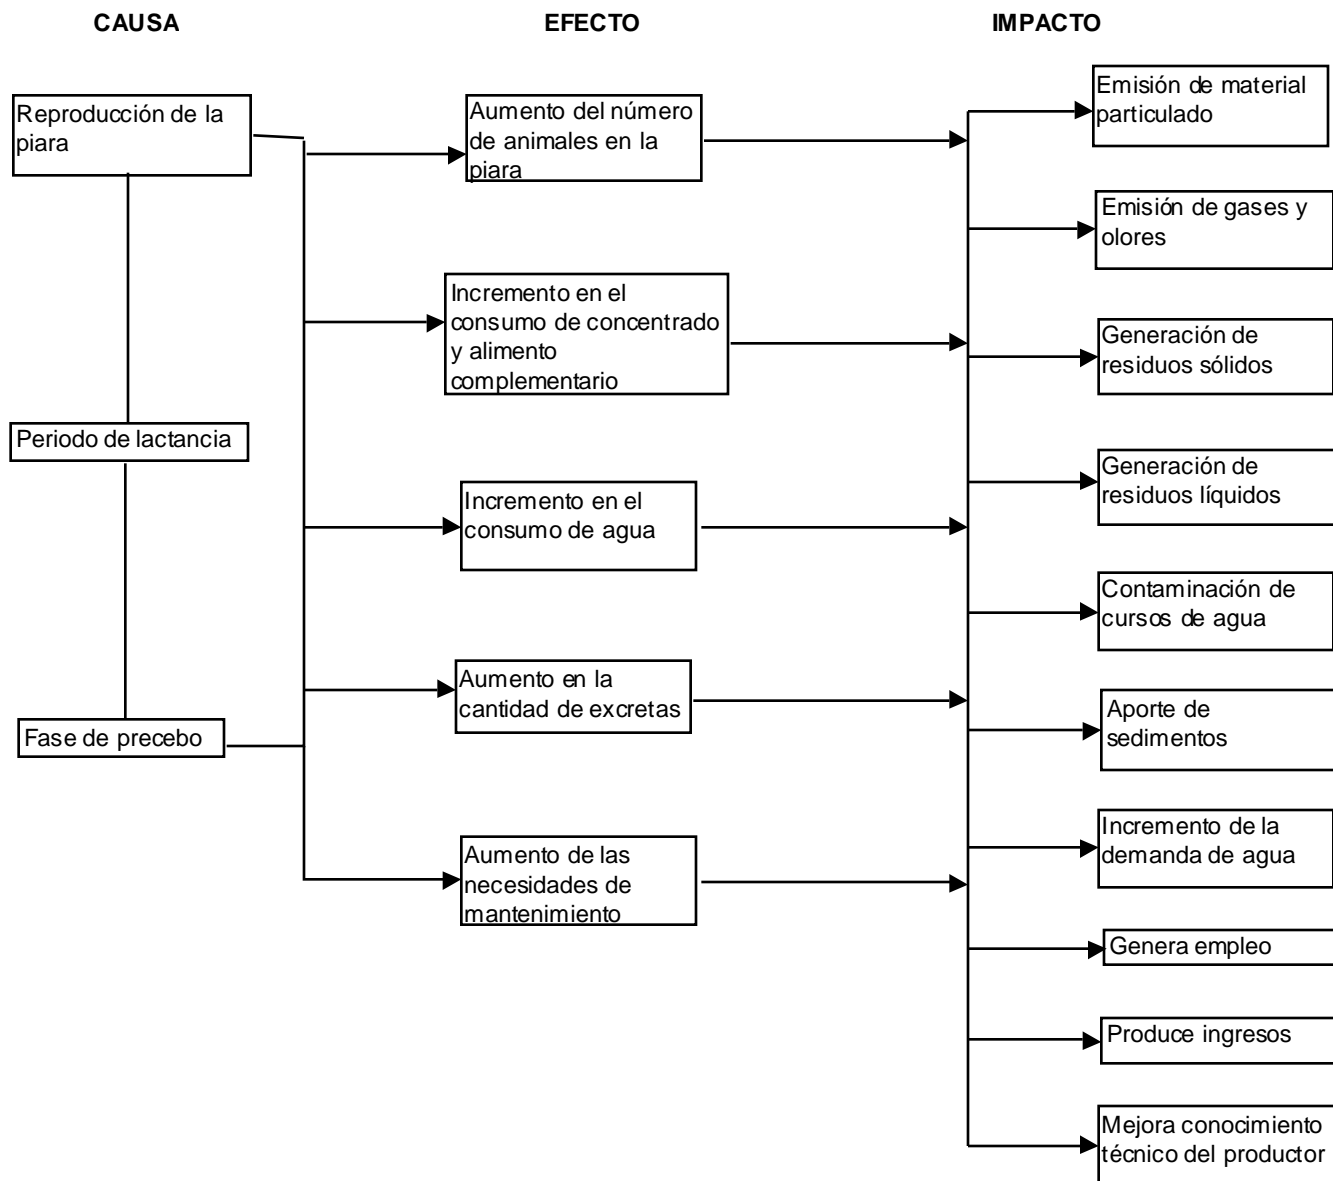 CAUSA
EFECTO
IMPACTO
Reproducción de la
piara
Periodo de lactancia
Fase de precebo
Aumento del número
de animales en la
piara
Incremento en el
consumo de concentrado
y alimento
complementario
Incremento en el
consumo de agua
Aumento en la
cantidad de excretas
Aumento de las
necesidades de
mantenimiento
Emisión de material
particulado
Emisión de gases y
olores
Generación de
residuos sólidos
Generación de
residuos líquidos
Contaminación de
cursos de agua
Aporte de
sedimentos
Incremento de la
demanda de agua
Genera empleo
Produce ingresos
Mejora conocimiento
técnico del productor